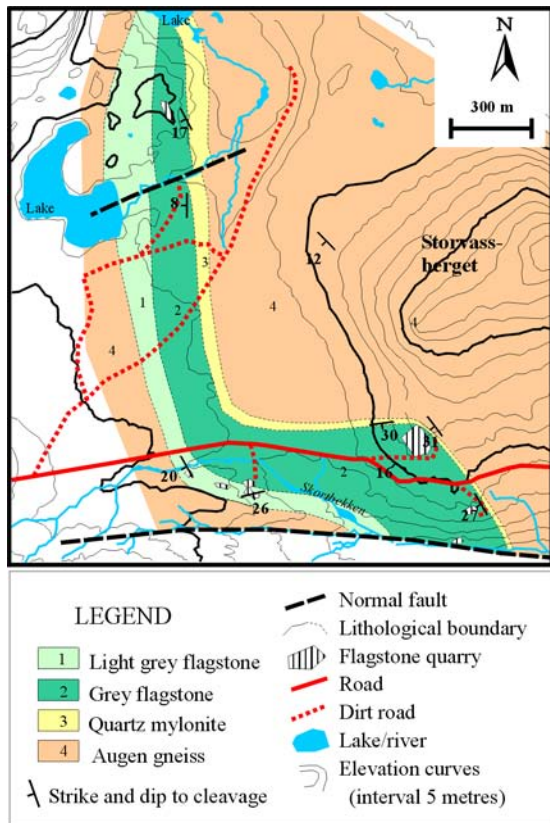 Lake
N
300 m
17
Lake
8
3
12
Storvass-
berget
1
2
4
4
4
30
31
20
2
16
26
Skortbekken
27
LEGEND
1 Light grey flagstone
2 Grey flagstone
3 Quartz mylonite
4 Augen gneiss
Strike and dip to cleavage
Normal fault
Lithological boundary
Flagstone quarry
Road
Dirt road
Lake/river
Elevation curves
(interval 5 metres)